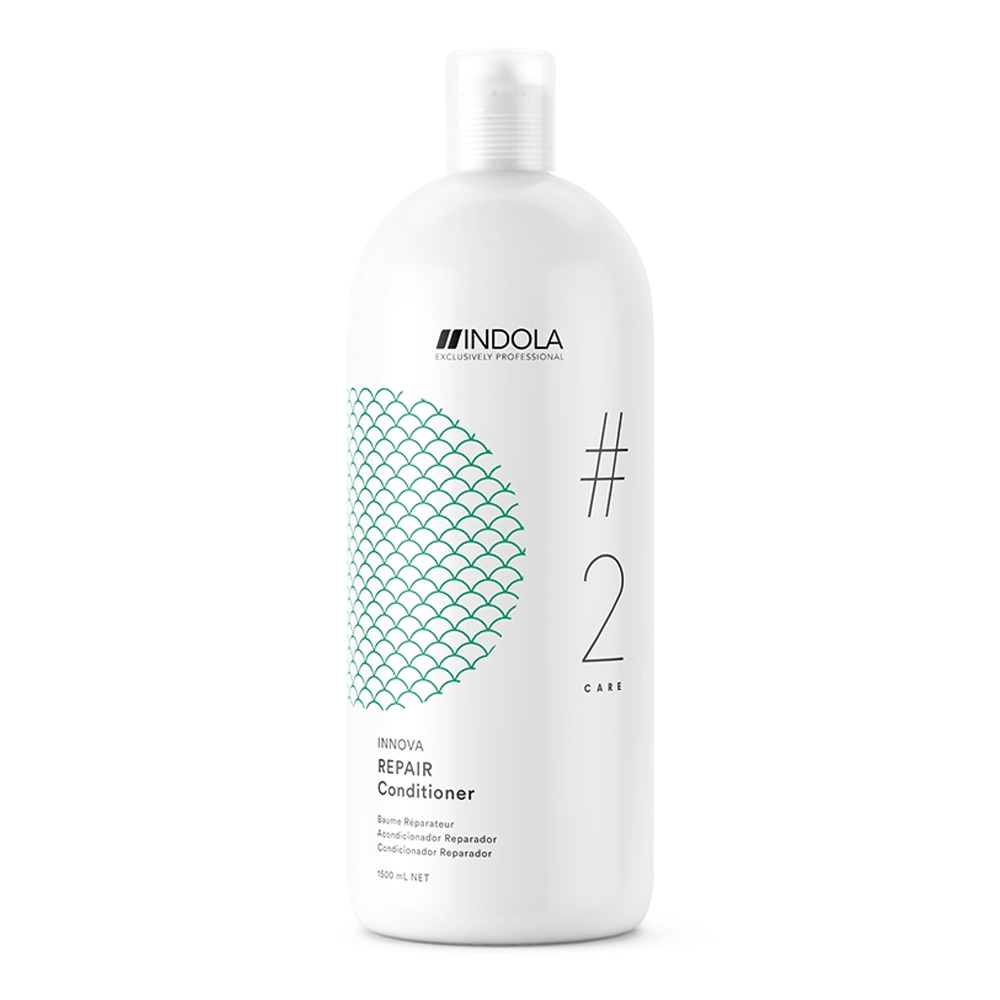 INDOLA
EXCLUSIVELY PROFESSIONAL
#
2
CARE
INNOVA
REPAIR
Conditioner
Baume Réparateur
Acondicionador Reparador
Condicionador Reparador
1500 mL NET